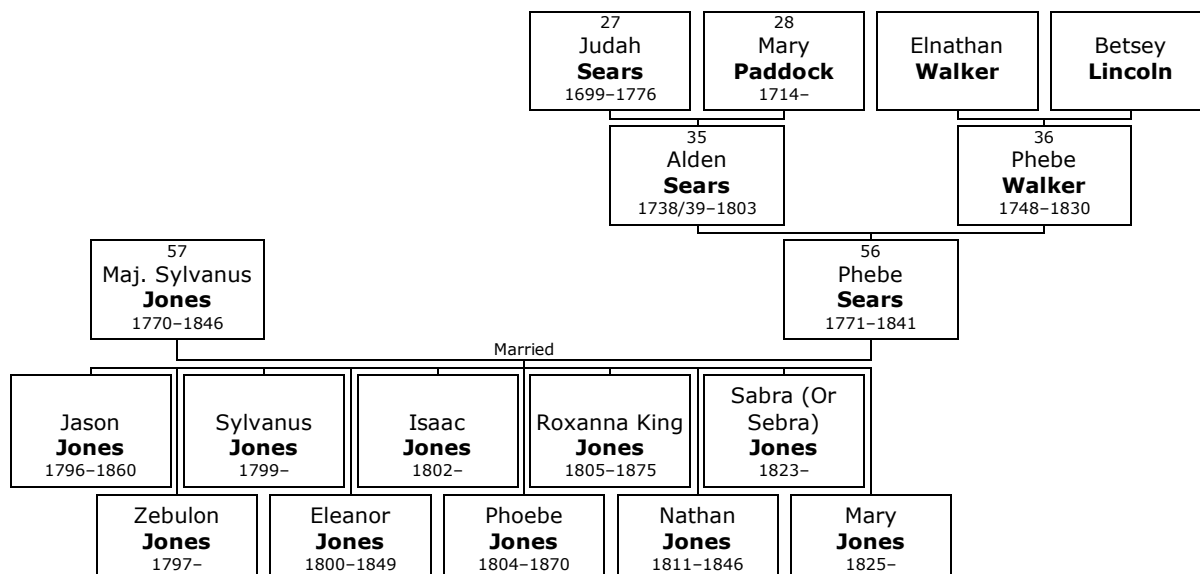 27
Judah
Sears
1699–1776
28
Mary
Paddock
1714–
Elnathan
Walker
Betsey
Lincoln
35
Alden
Sears
1738/39–1803
36
Phebe
Walker
1748–1830
57
Maj. Sylvanus
Jones
1770–1846
56
Phebe
Sears
1771–1841
Married
Jason
Jones
1796–1860
Sylvanus
Jones
1799–
Isaac
Jones
1802–
Roxanna King
Jones
1805–1875
Sabra (Or
Sebra)
Jones
1823–
Zebulon
Jones
1797–
Eleanor
Jones
1800–1849
Phoebe
Jones
1804–1870
Nathan
Jones
1811–1846
Mary
Jones
1825–